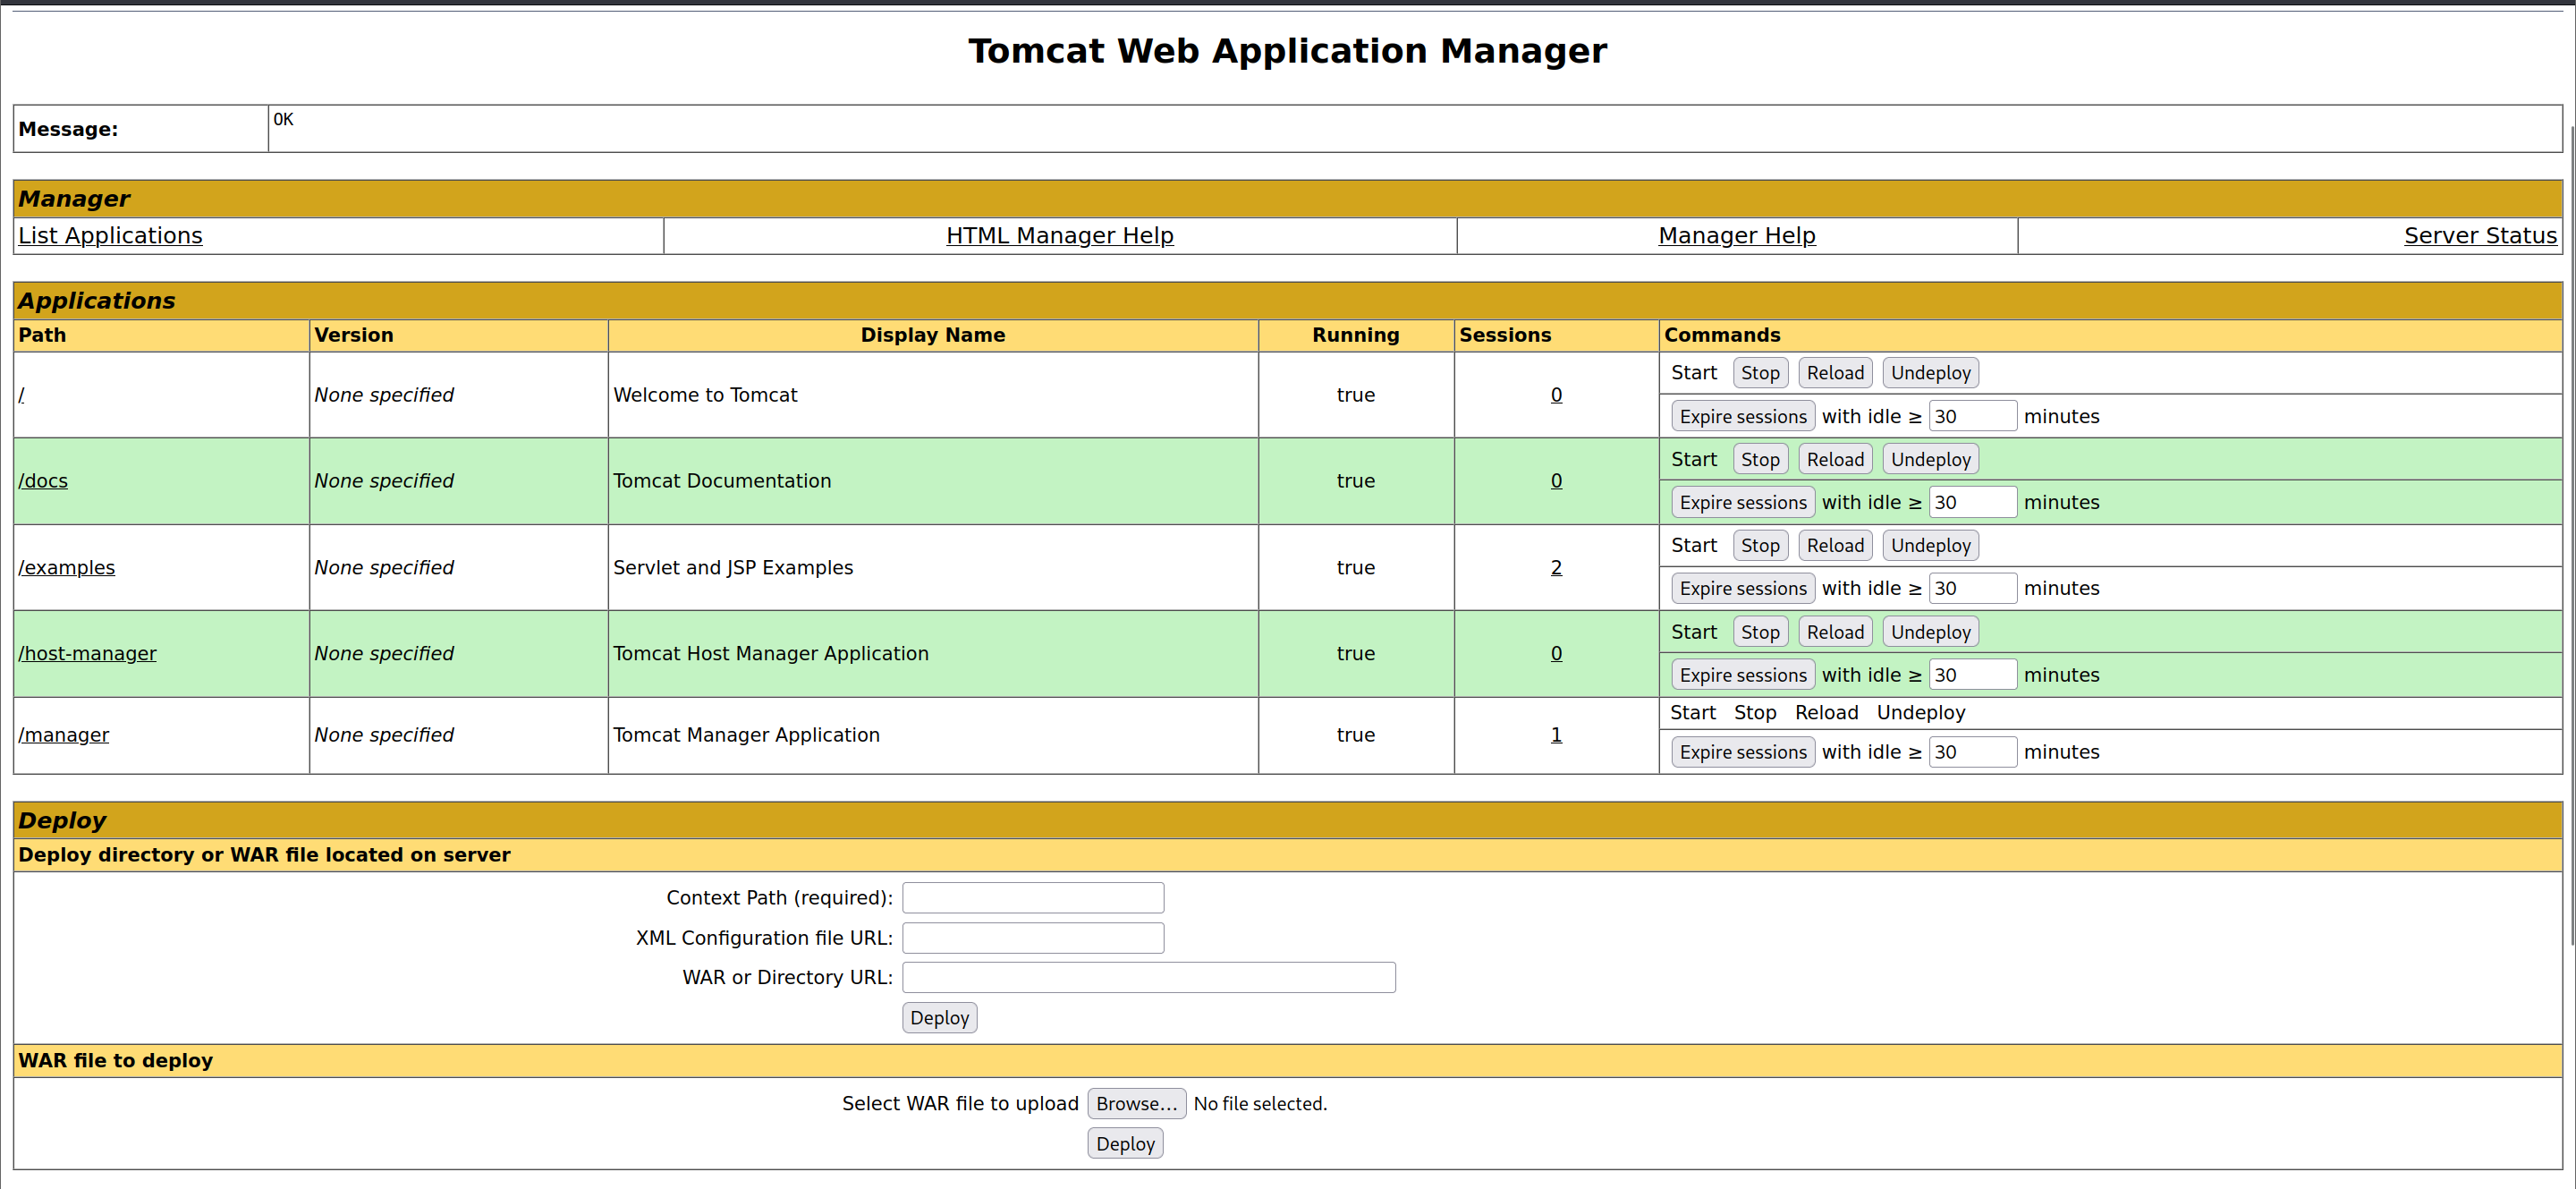 Tomcat Web Application Manager
Message: OK
Manager
List Applications HTML Manager Help Manager Help Server Status
Applications
Path Version Display Name Running Sessions Commands
/ None specified Welcome to Tomcat true 0 Start Stop Reload Undeploy
Expire sessions with idle ≥ 30 minutes
/docs None specified Tomcat Documentation true 0 Start Stop Reload Undeploy
Expire sessions with idle ≥ 30 minutes
/examples None specified Servlet and JSP Examples true 2 Start Stop Reload Undeploy
Expire sessions with idle ≥ 30 minutes
/host-manager None specified Tomcat Host Manager Application true 0 Start Stop Reload Undeploy
Expire sessions with idle ≥ 30 minutes
/manager None specified Tomcat Manager Application true 1 Start Stop Reload Undeploy
Expire sessions with idle ≥ 30 minutes
Deploy
Deploy directory or WAR file located on server
Context Path (required):
XML Configuration file URL:
WAR or Directory URL:
Deploy
WAR file to deploy
Select WAR file to upload Browse... No file selected.
Deploy